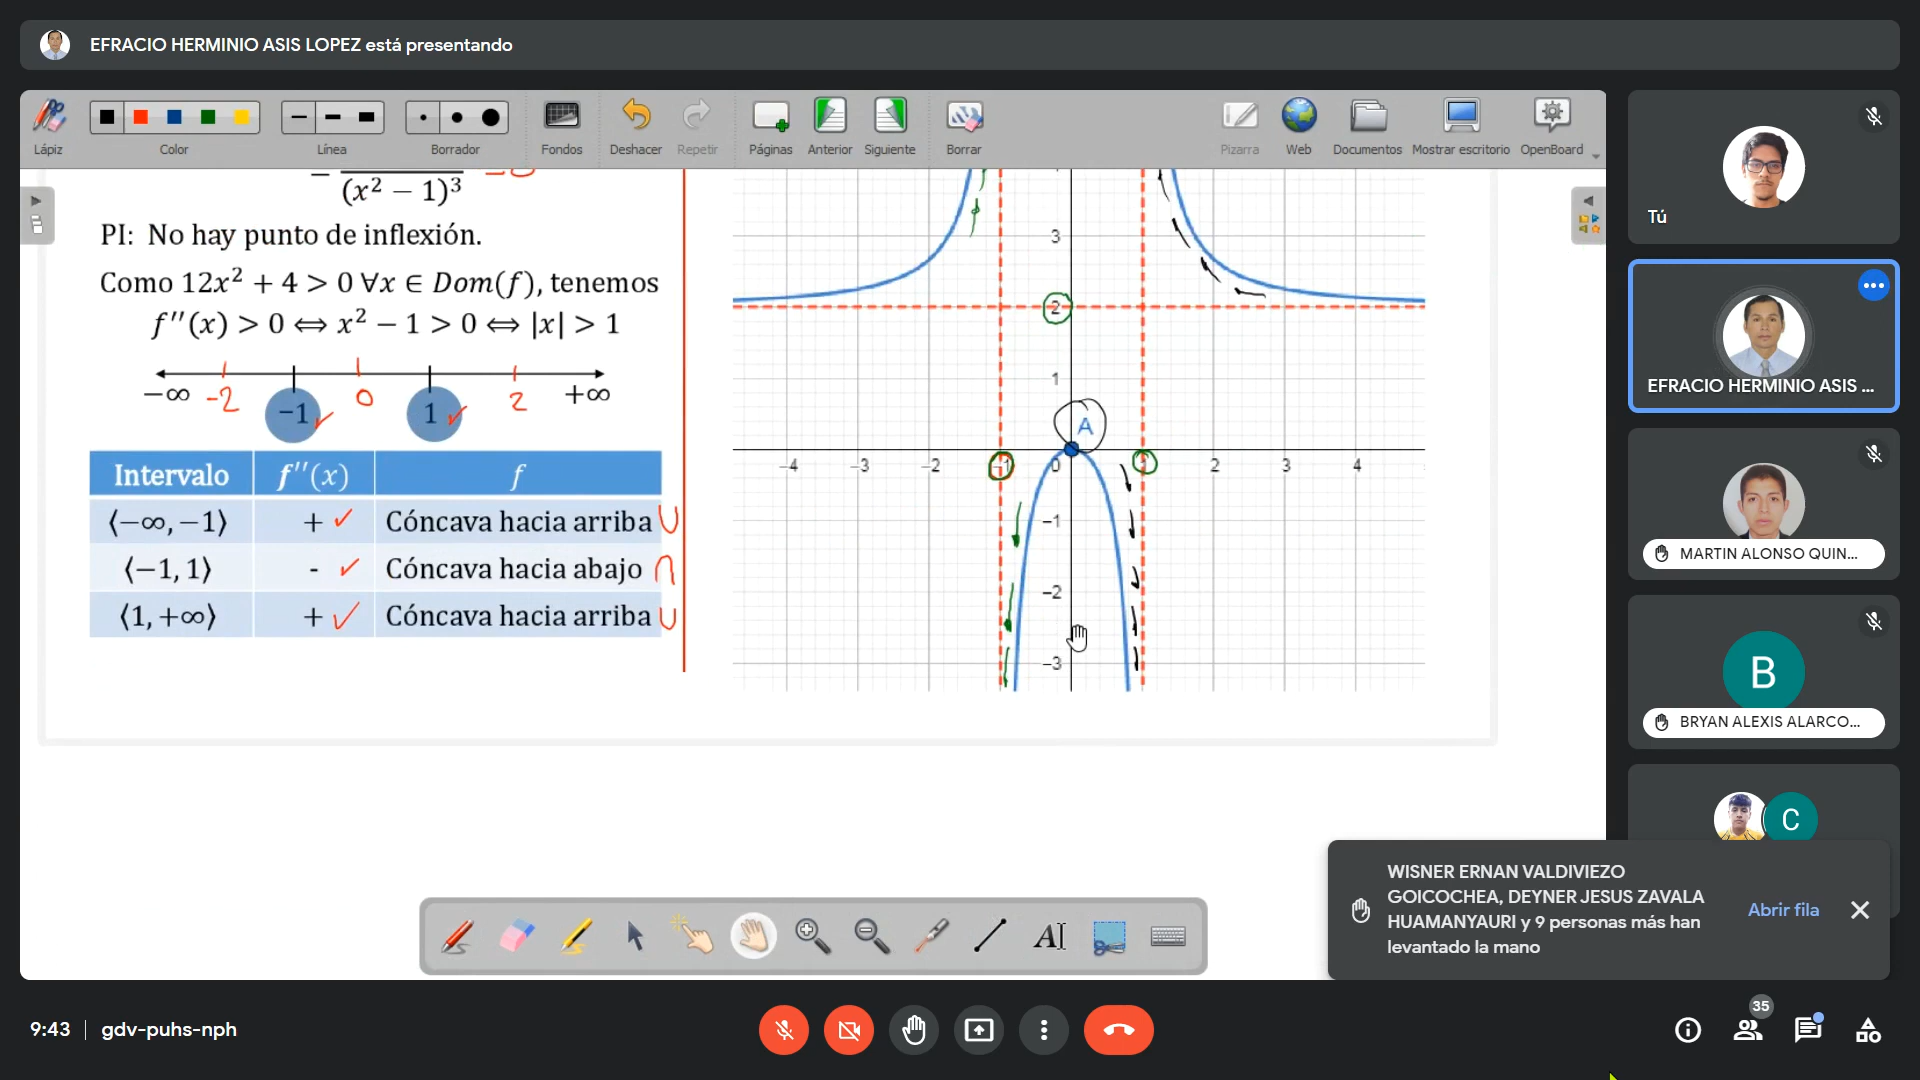 EFRACIO HERMINIO ASIS LOPEZ está presentando
Lápiz
Color
Línea
Borrador
Fondos
Deshacer
Repetir
Páginas
Anterior
Siguiente
Borrar
Pizarra
Web
Documentos
Mostrar escritorio
OpenBoard
(x² − 1)³
PI: No hay punto de inflexión.
Como 12x² + 4 > 0 ∀x ∈ Dom(f), tenemos
f''(x) > 0 ⇔ x² − 1 > 0 ⇔ |x| > 1
−∞ -2 −1 0 1 2 +∞
Intervalo f''(x) f
⟨−∞, −1⟩ + ✓ Cóncava hacia arriba ∪
⟨−1, 1⟩ - ✓ Cóncava hacia abajo ∩
⟨1, +∞⟩ + ✓ Cóncava hacia arriba ∪
3
2
1
A
−4 −3 −2 −1 0 1 2 3 4
−1
−2
−3
Tú
EFRACIO HERMINIO ASIS ...
MARTIN ALONSO QUIN...
B
BRYAN ALEXIS ALARCO...
C
WISNER ERNAN VALDIVIEZO
GOICOCHEA, DEYNER JESUS ZAVALA
HUAMANYAURI y 9 personas más han
levantado la mano
Abrir fila
9:43 | gdv-puhs-nph
35